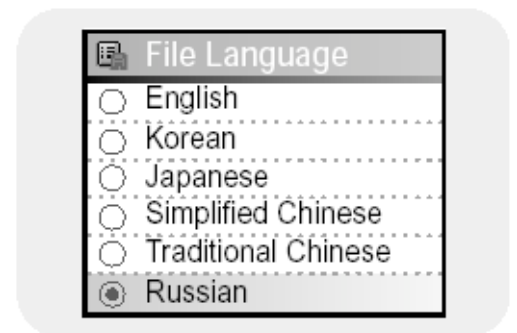 File Language
English
Korean
Japanese
Simplified Chinese
Traditional Chinese
Russian